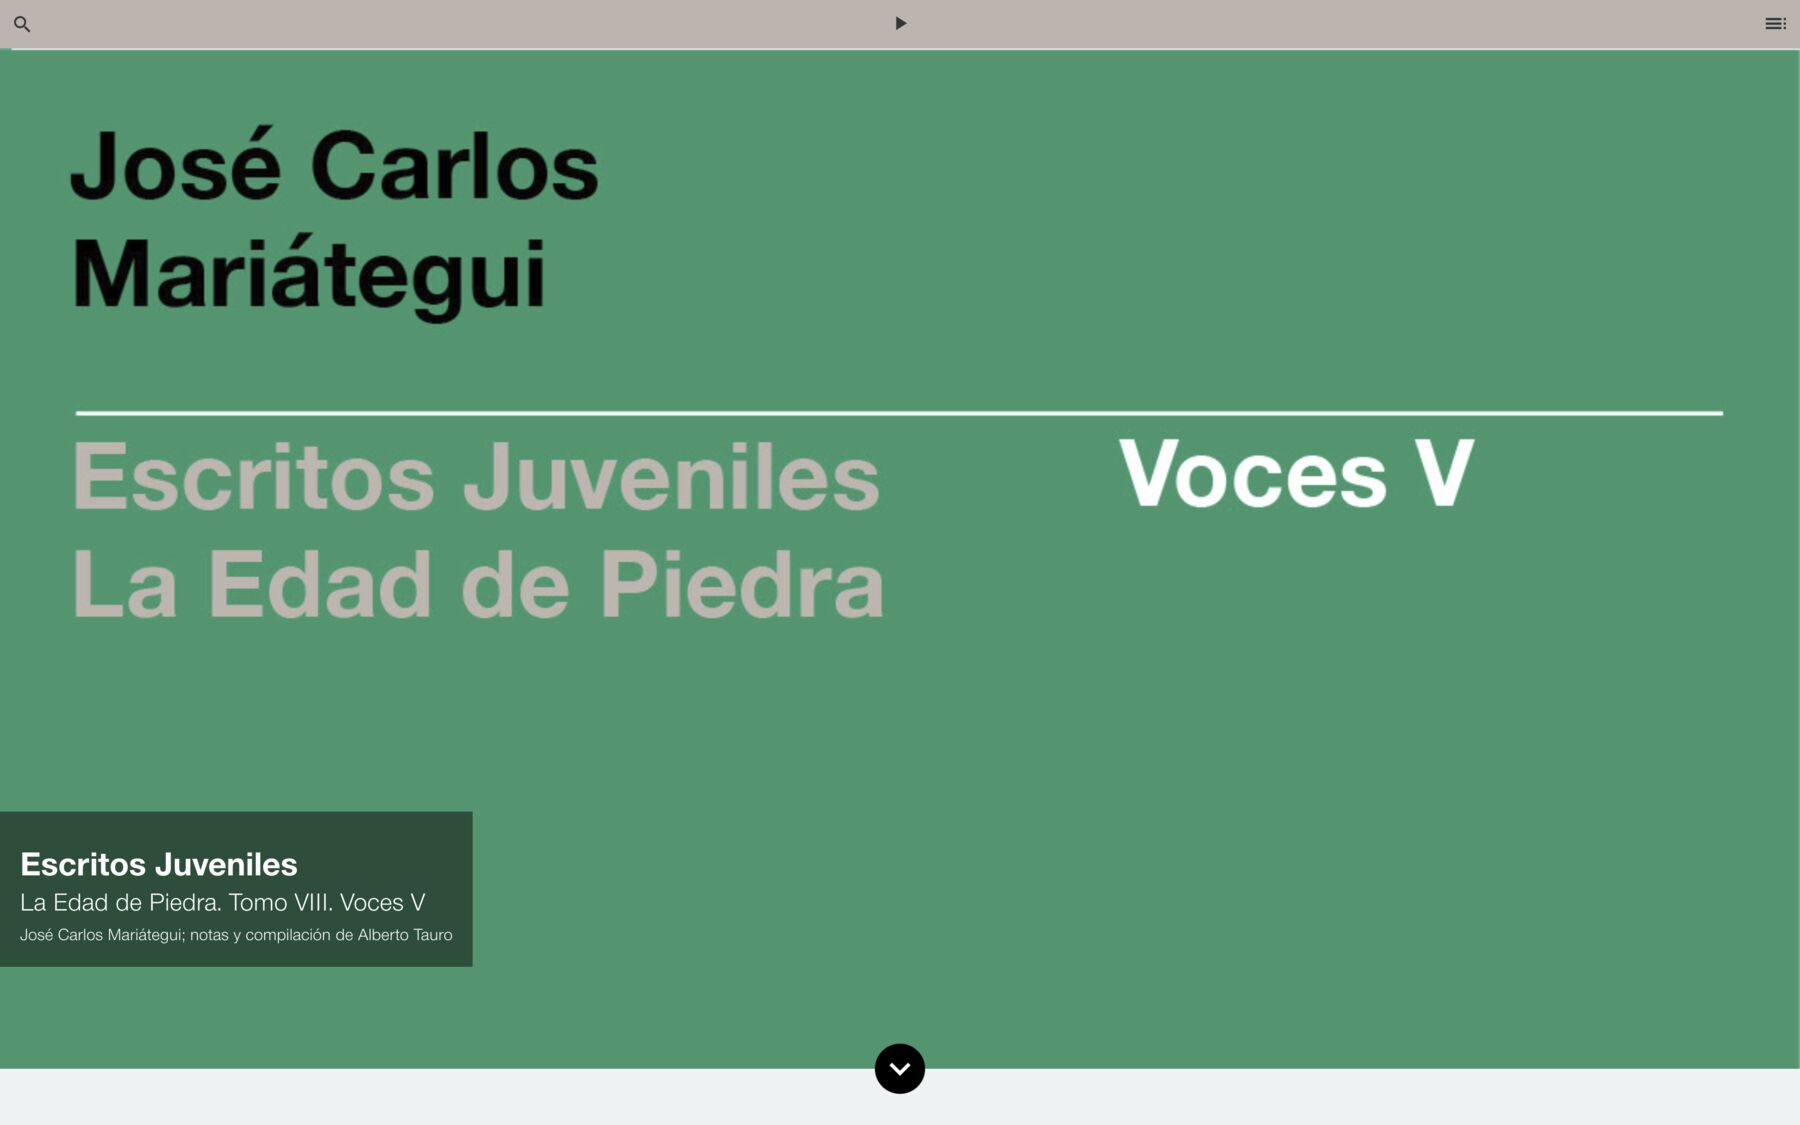 José Carlos
Mariátegui
Escritos Juveniles
La Edad de Piedra
Voces V
Escritos Juveniles
La Edad de Piedra. Tomo VIII. Voces V
José Carlos Mariátegui; notas y compilación de Alberto Tauro